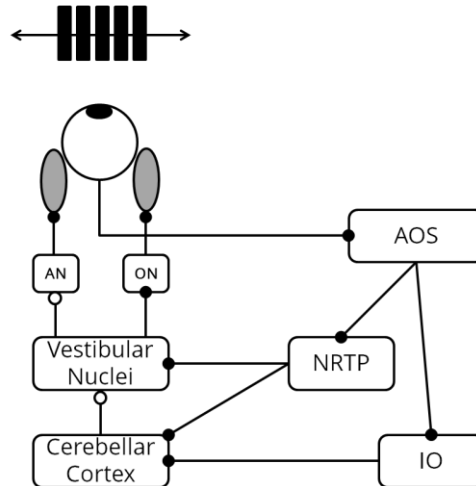 AOS
AN
ON
Vestibular
Nuclei
NRTP
Cerebellar
Cortex
IO